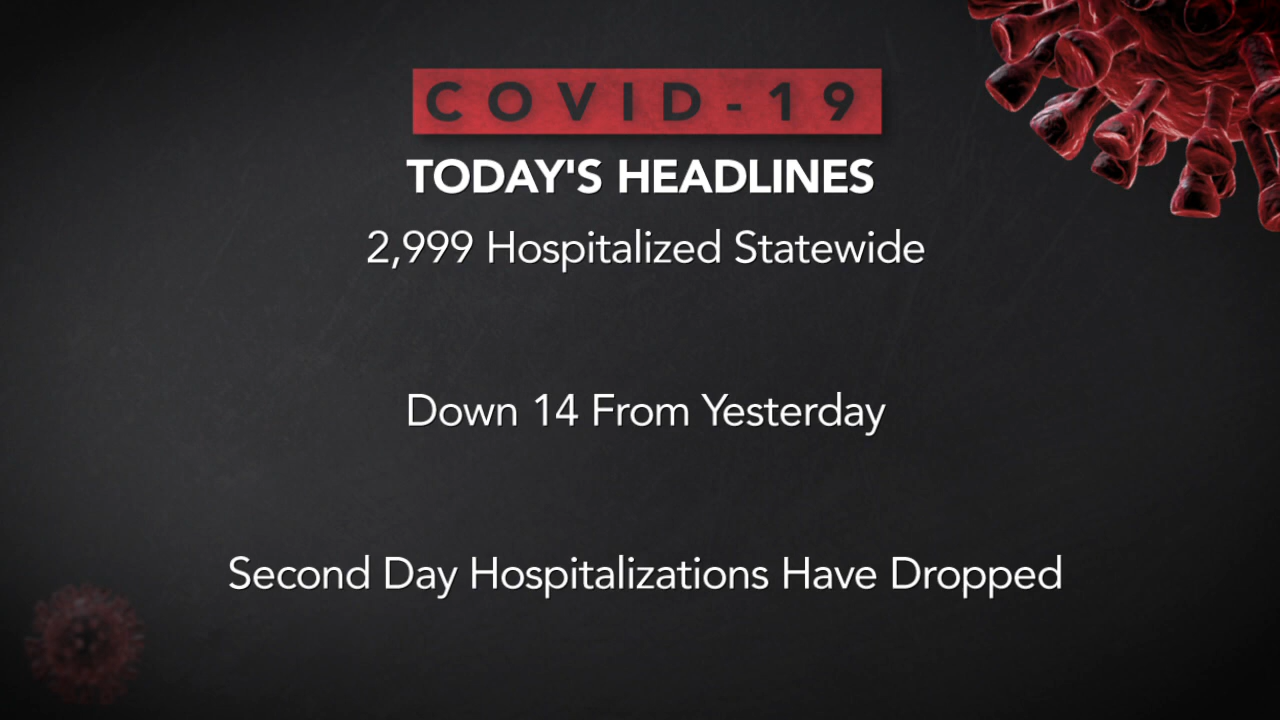 COVID-19
TODAY'S HEADLINES
2,999 Hospitalized Statewide
Down 14 From Yesterday
Second Day Hospitalizations Have Dropped